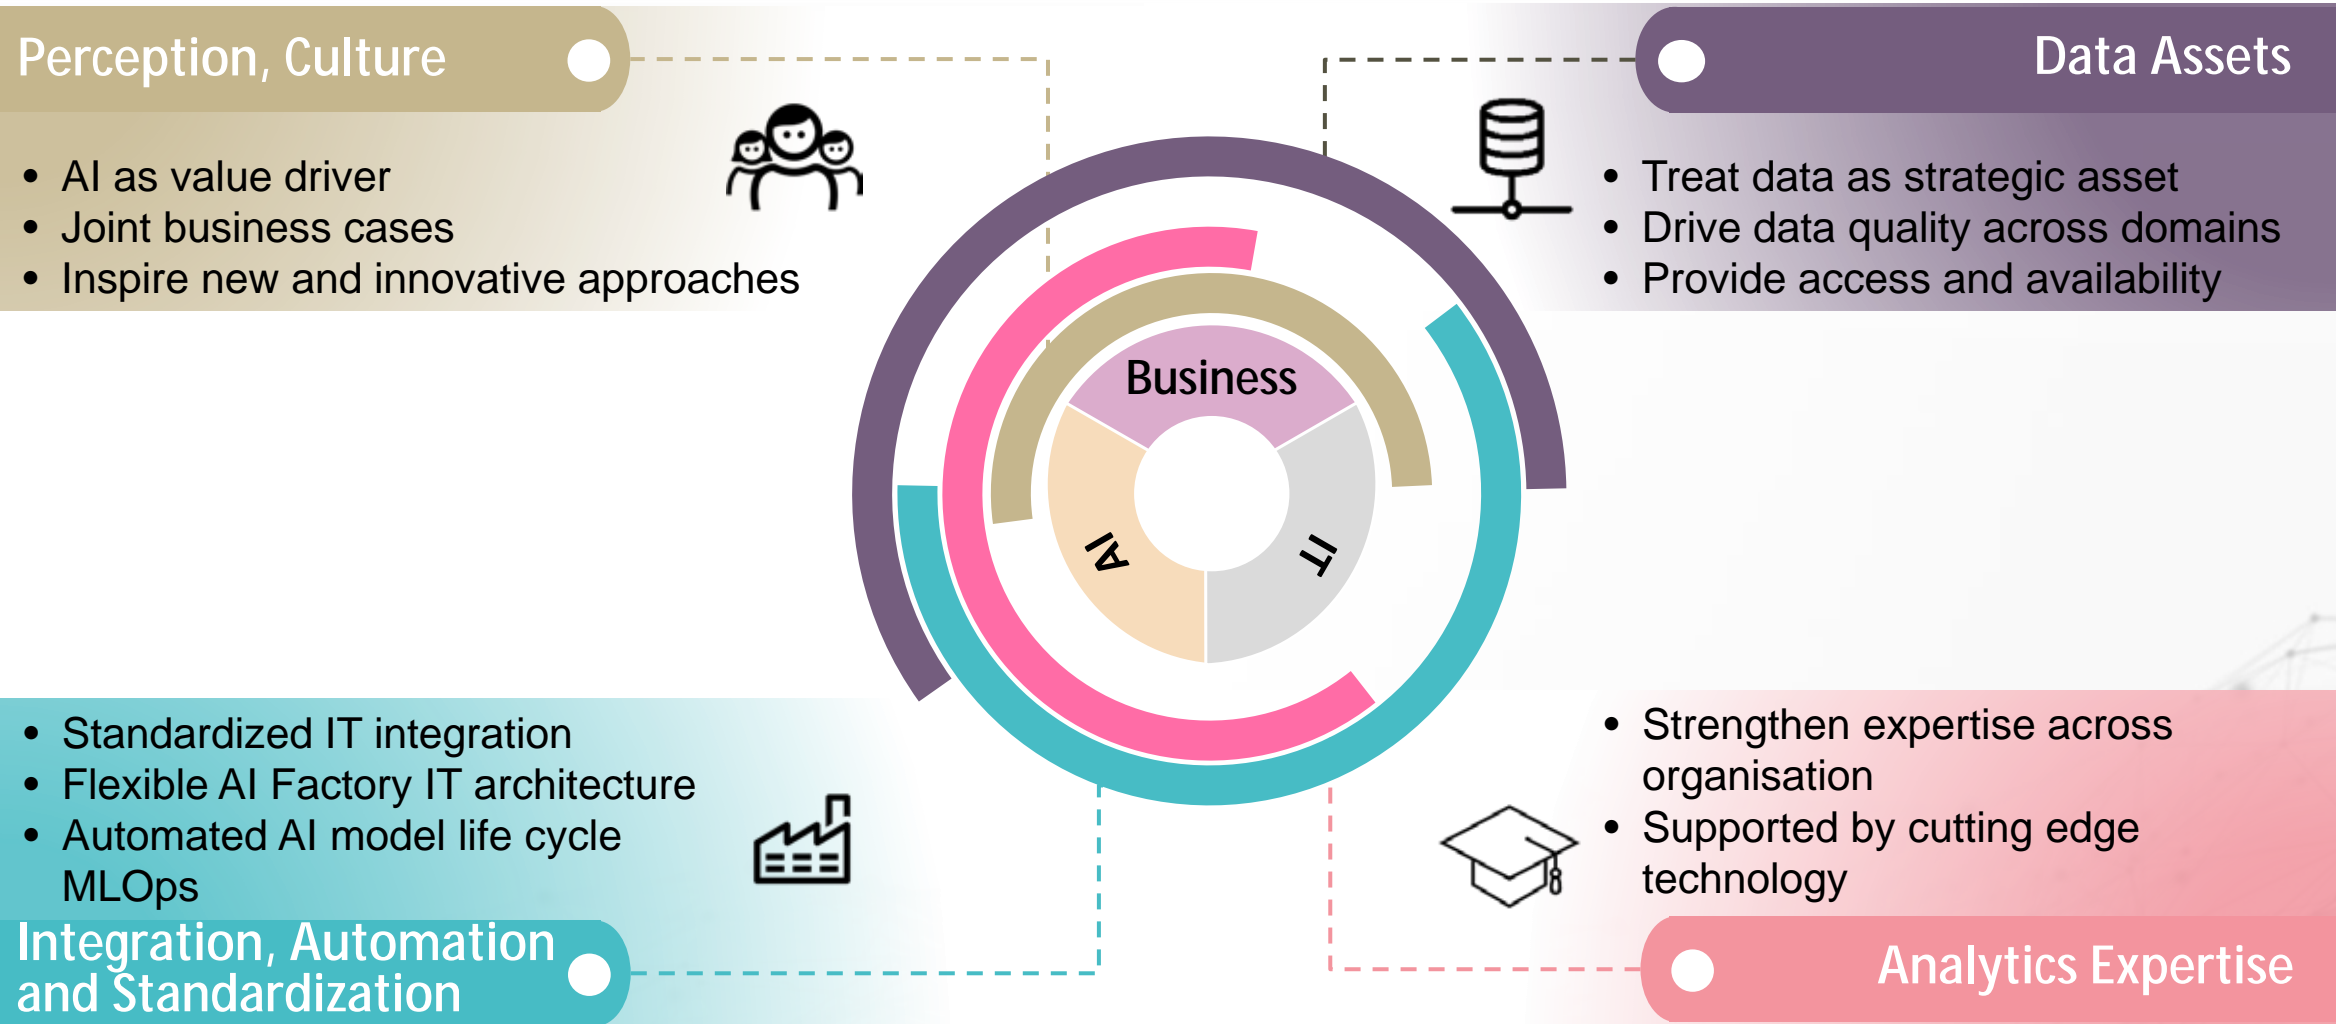 Perception, Culture
• AI as value driver
• Joint business cases
• Inspire new and innovative approaches
Data Assets
• Treat data as strategic asset
• Drive data quality across domains
• Provide access and availability
Business
AI
IT
• Standardized IT integration
• Flexible AI Factory IT architecture
• Automated AI model life cycle
MLOps
Integration, Automation
and Standardization
• Strengthen expertise across
organisation
• Supported by cutting edge
technology
Analytics Expertise